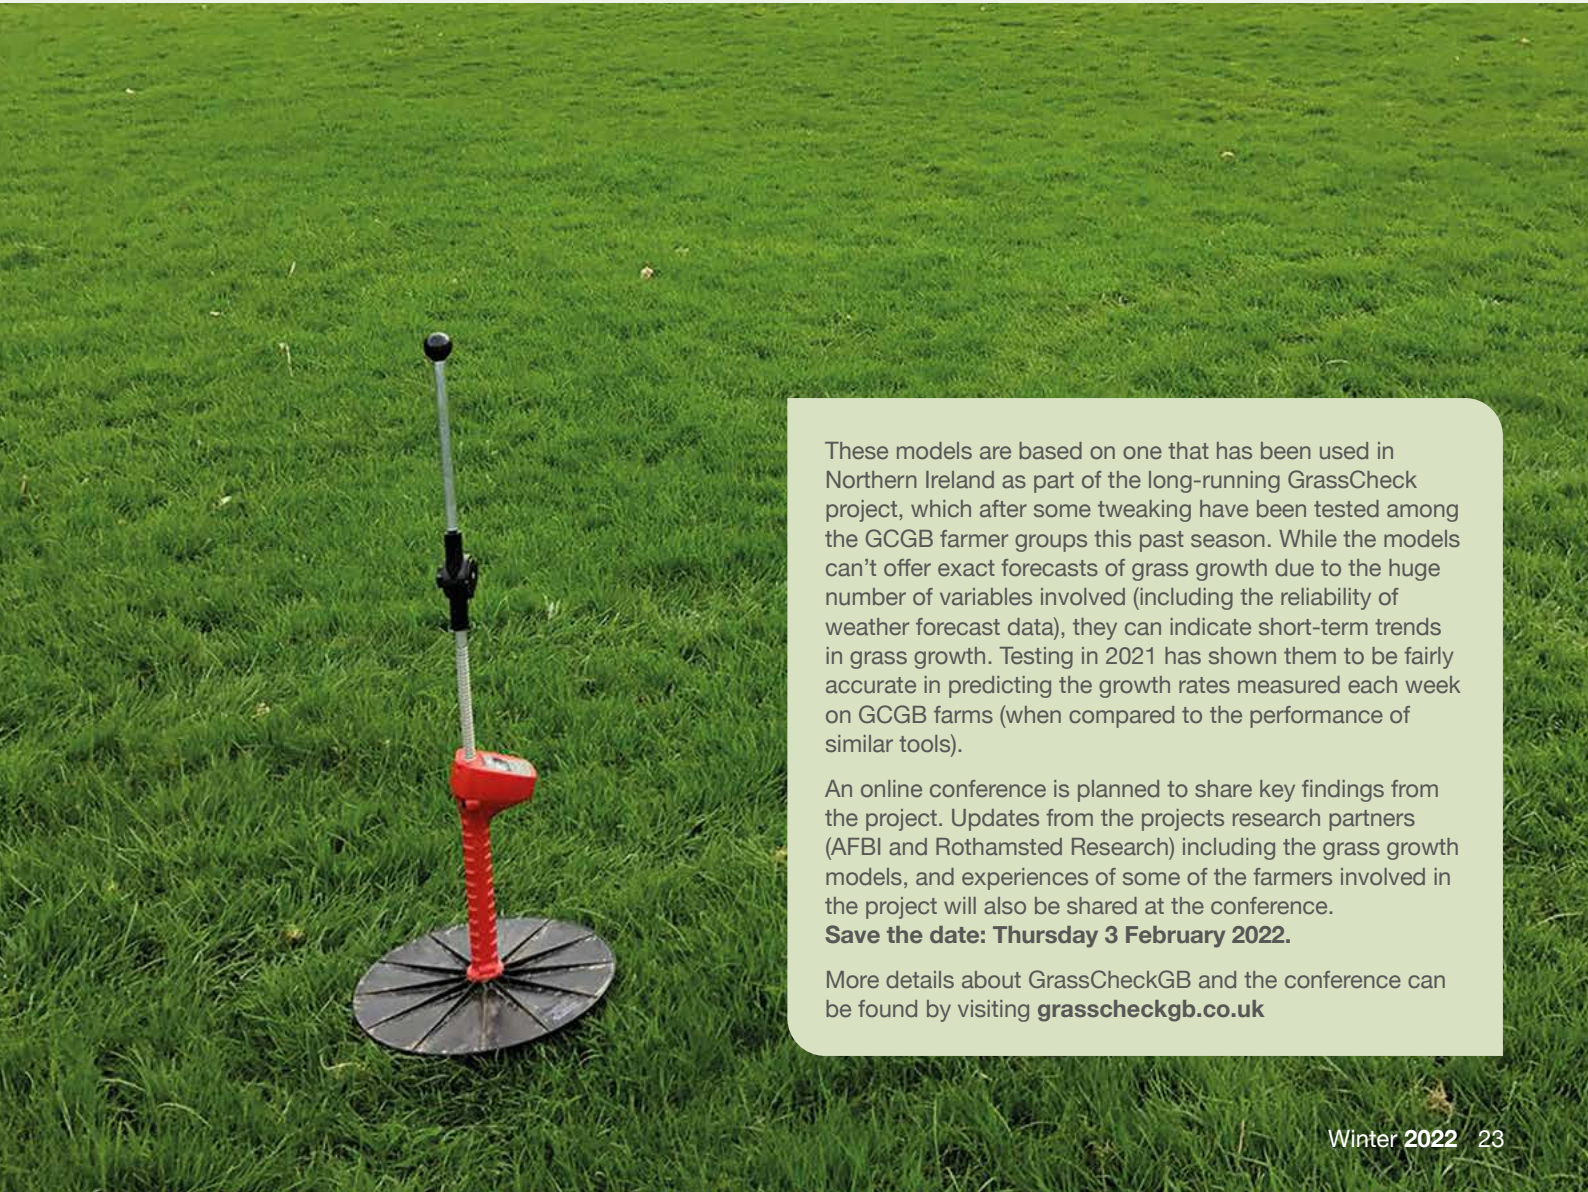 These models are based on one that has been used in
Northern Ireland as part of the long-running GrassCheck
project, which after some tweaking have been tested among
the GCGB farmer groups this past season. While the models
can’t offer exact forecasts of grass growth due to the huge
number of variables involved (including the reliability of
weather forecast data), they can indicate short-term trends
in grass growth. Testing in 2021 has shown them to be fairly
accurate in predicting the growth rates measured each week
on GCGB farms (when compared to the performance of
similar tools).
An online conference is planned to share key findings from
the project. Updates from the projects research partners
(AFBI and Rothamsted Research) including the grass growth
models, and experiences of some of the farmers involved in
the project will also be shared at the conference.
Save the date: Thursday 3 February 2022.
More details about GrassCheckGB and the conference can
be found by visiting grasscheckgb.co.uk
Winter 2022 23